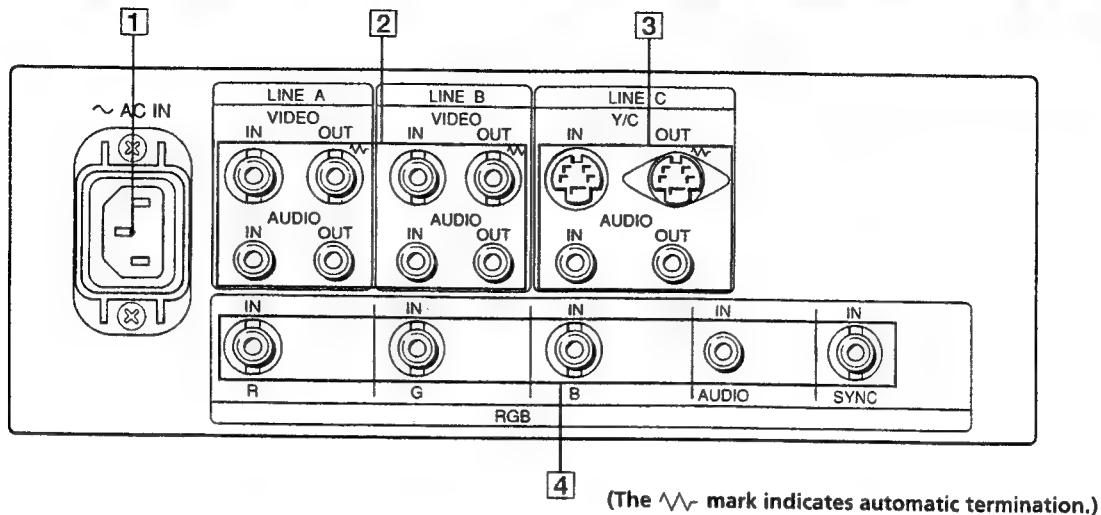 1 2 3
~ AC IN
LINE A LINE B LINE C
VIDEO VIDEO Y/C
IN OUT IN OUT IN OUT
AUDIO AUDIO AUDIO
IN OUT IN OUT IN OUT
IN IN IN IN IN
R G B AUDIO SYNC
RGB
4
(The mark indicates automatic termination.)